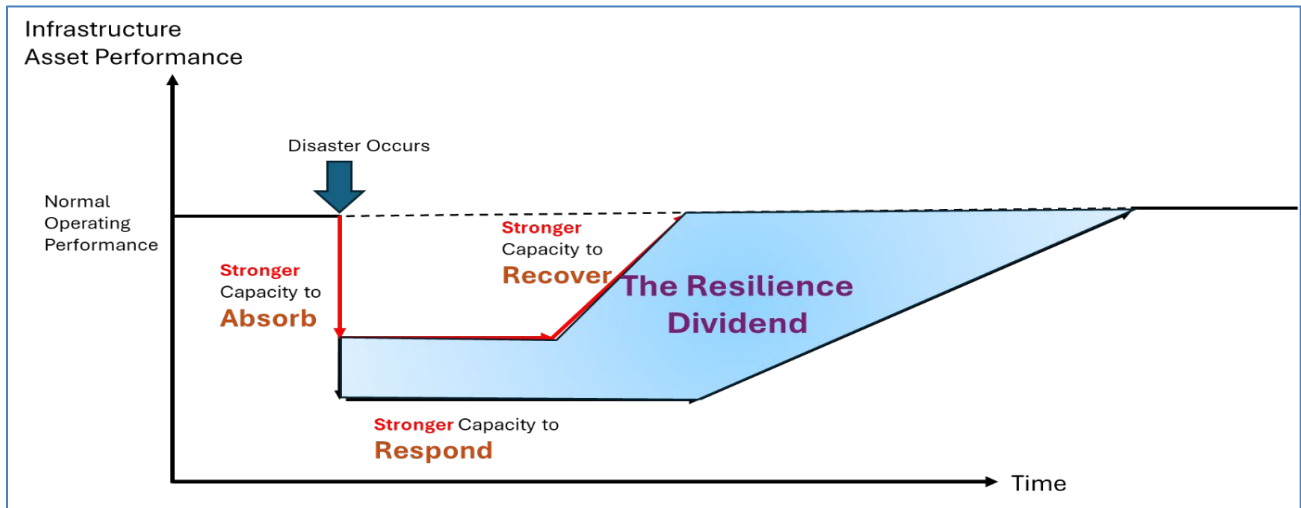 Infrastructure
Asset Performance
Disaster Occurs
Normal
Operating
Performance
Stronger
Capacity to
Absorb
Stronger
Capacity to
Recover
The Resilience
Dividend
Stronger Capacity to
Respond
Time